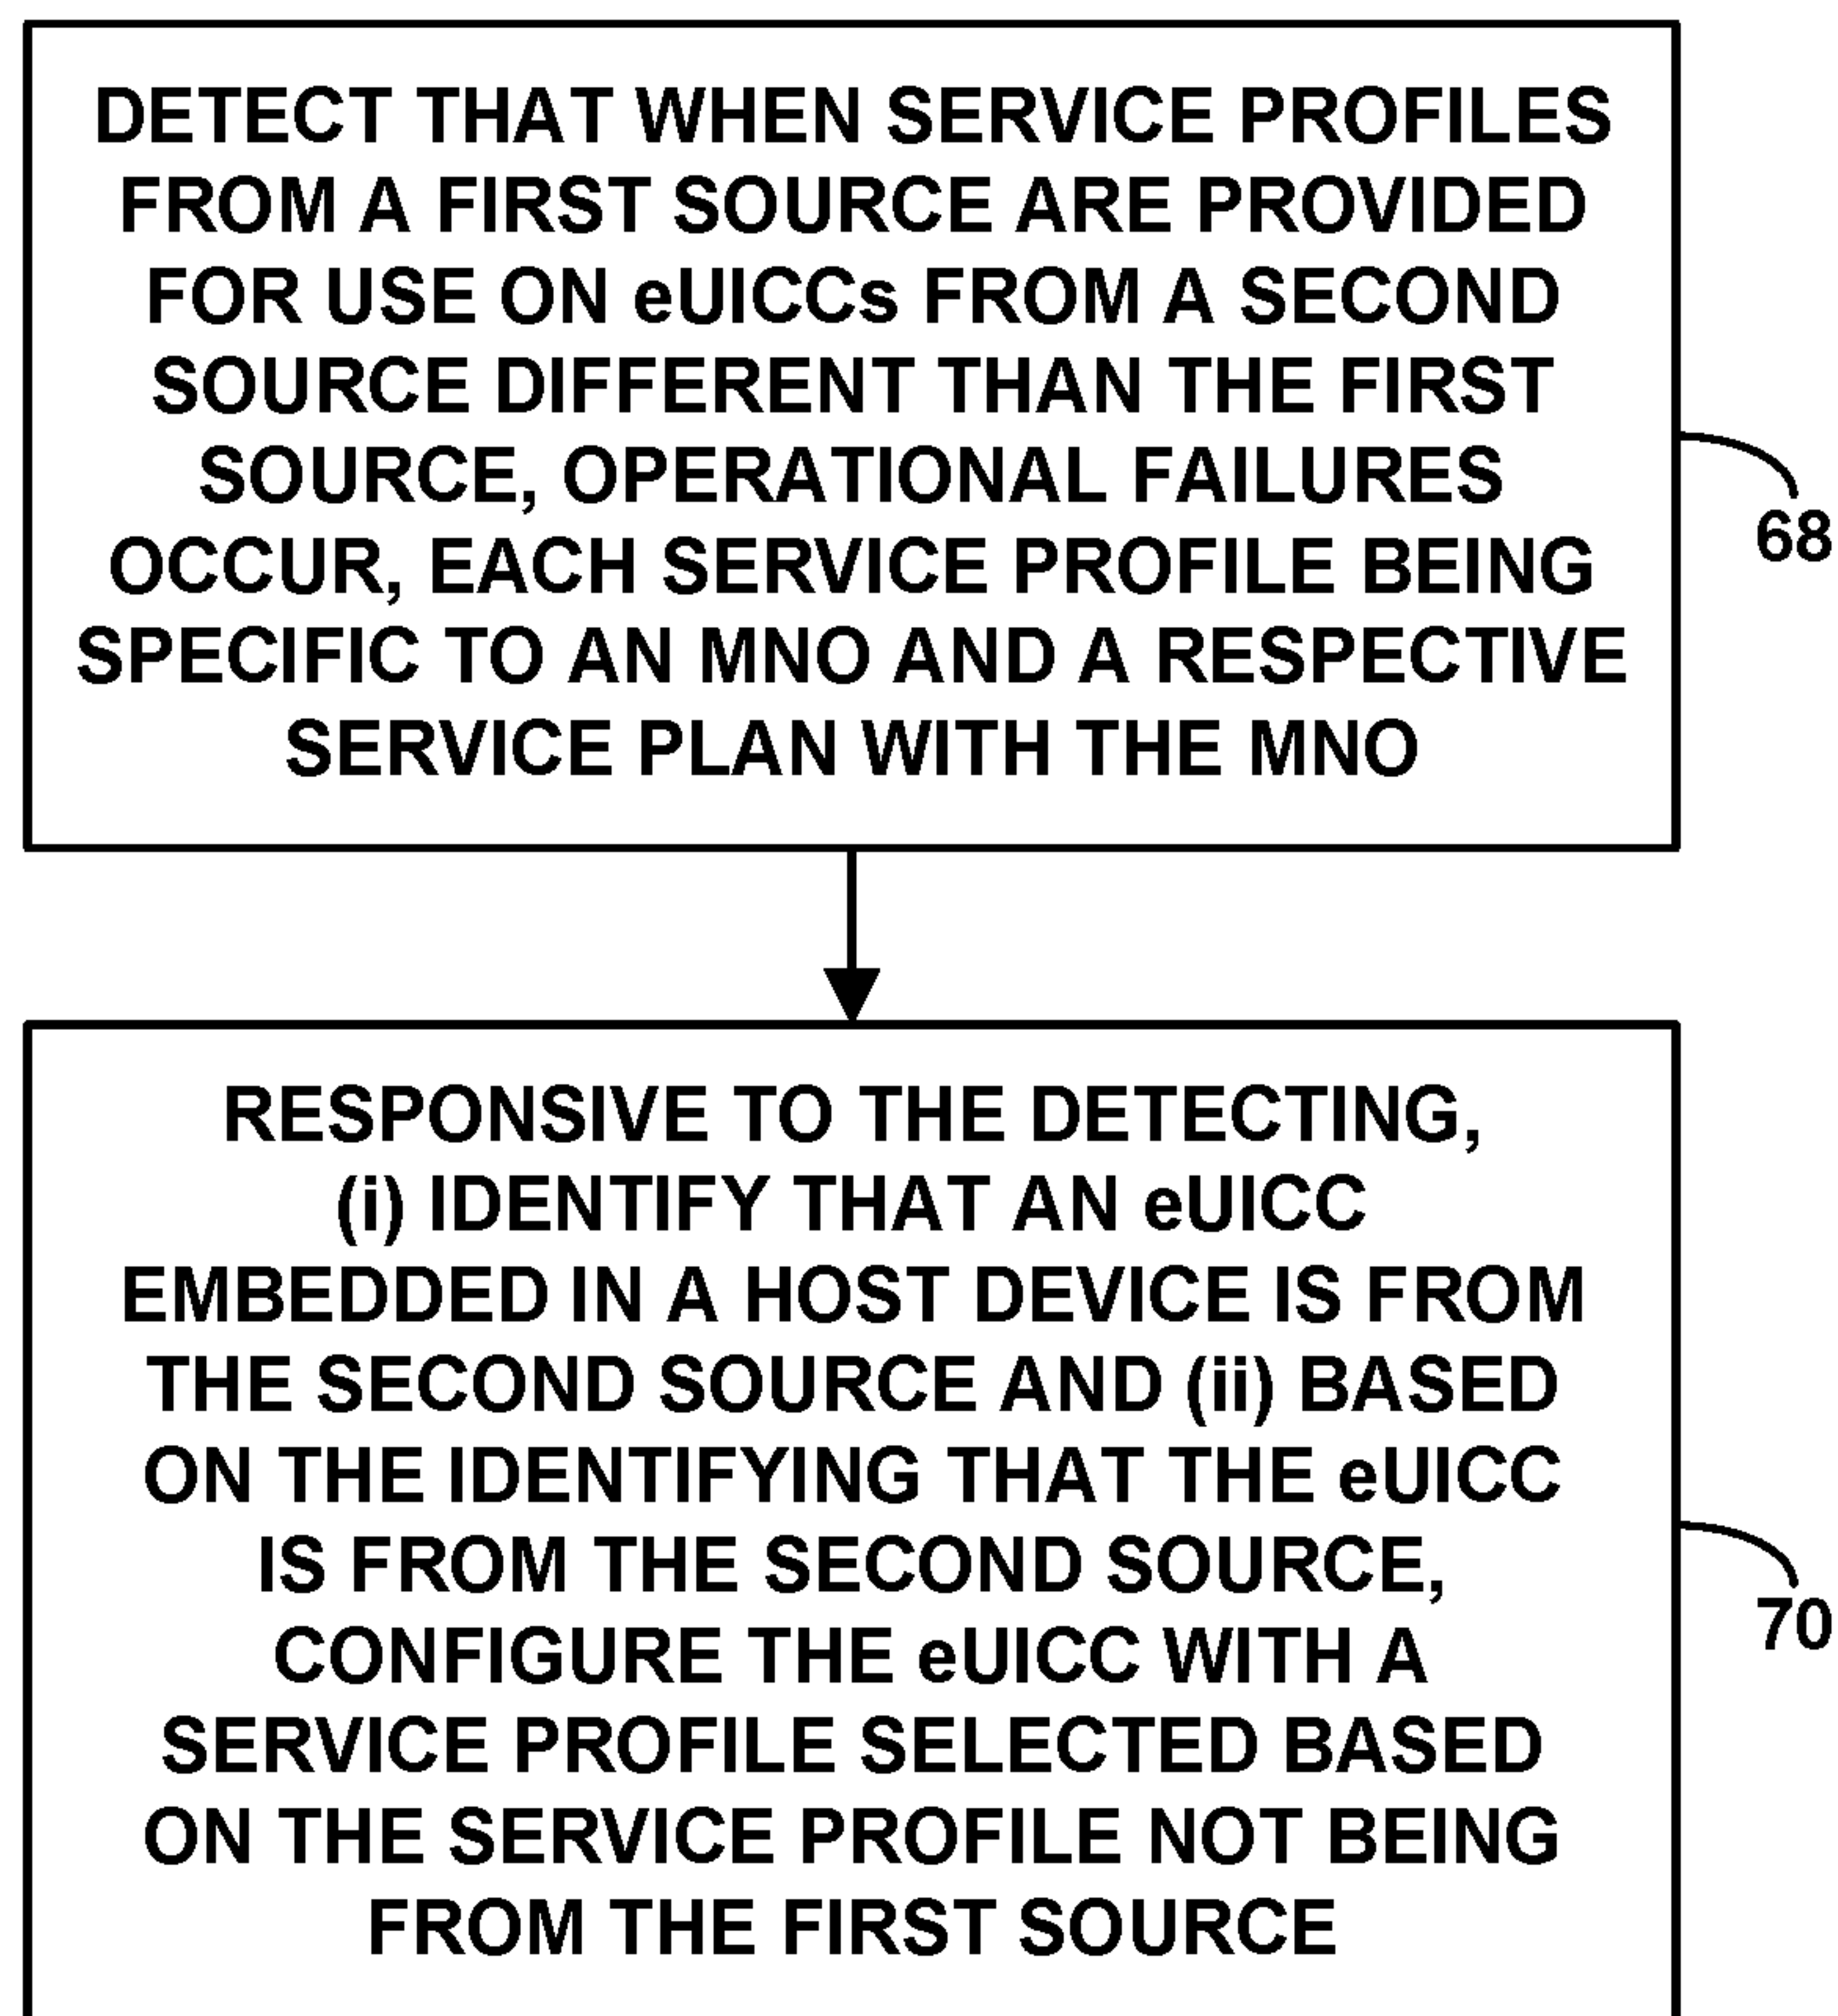 DETECT THAT WHEN SERVICE PROFILES
FROM A FIRST SOURCE ARE PROVIDED
FOR USE ON eUICCs FROM A SECOND
SOURCE DIFFERENT THAN THE FIRST
SOURCE, OPERATIONAL FAILURES
OCCUR, EACH SERVICE PROFILE BEING
SPECIFIC TO AN MNO AND A RESPECTIVE
SERVICE PLAN WITH THE MNO
68
RESPONSIVE TO THE DETECTING,
(i) IDENTIFY THAT AN eUICC
EMBEDDED IN A HOST DEVICE IS FROM
THE SECOND SOURCE AND (ii) BASED
ON THE IDENTIFYING THAT THE eUICC
IS FROM THE SECOND SOURCE,
CONFIGURE THE eUICC WITH A
SERVICE PROFILE SELECTED BASED
ON THE SERVICE PROFILE NOT BEING
FROM THE FIRST SOURCE
70